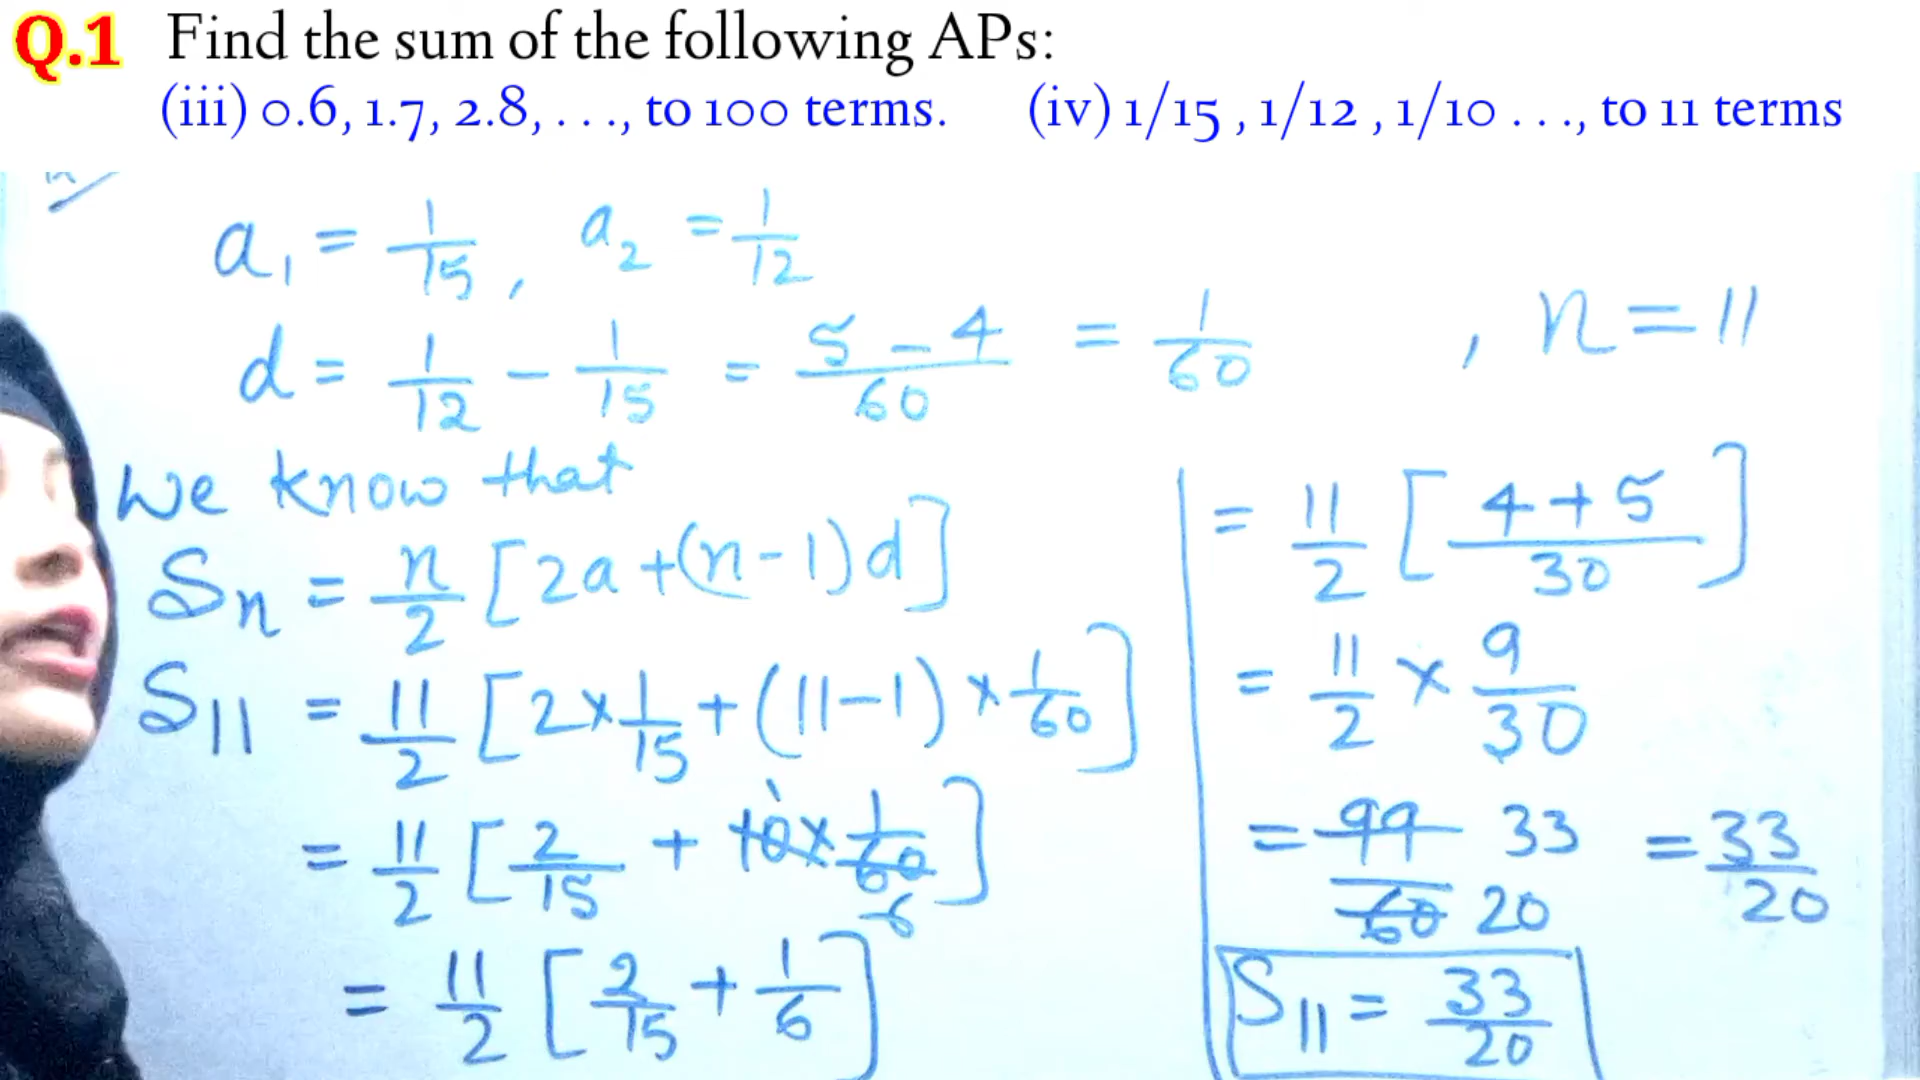 Q.1 Find the sum of the following APs:
(iii) 0.6, 1.7, 2.8, . . ., to 100 terms. (iv) 1/15 , 1/12 , 1/10 . . ., to 11 terms
a₁ = 1/15 , a₂ = 1/12
d = 1/12 - 1/15 = (5 - 4)/60 = 1/60 , n = 11
We know that
Sn = n/2 [2a + (n - 1) d]
S11 = 11/2 [2 × 1/15 + (11 - 1) × 1/60]
= 11/2 [2/15 + 10 × 1/60] 1 6
= 11/2 [2/15 + 1/6]
= 11/2 [(4 + 5)/30]
= 11/2 × 9/30
= 99/60 33/20 = 33/20
S11 = 33/20